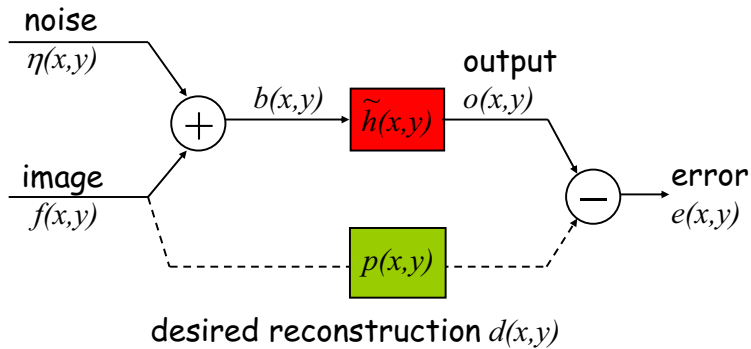 noise
η(x,y)
+
b(x,y)
h̃(x,y)
output
o(x,y)
image
f(x,y)
−
error
e(x,y)
p(x,y)
desired reconstruction d(x,y)